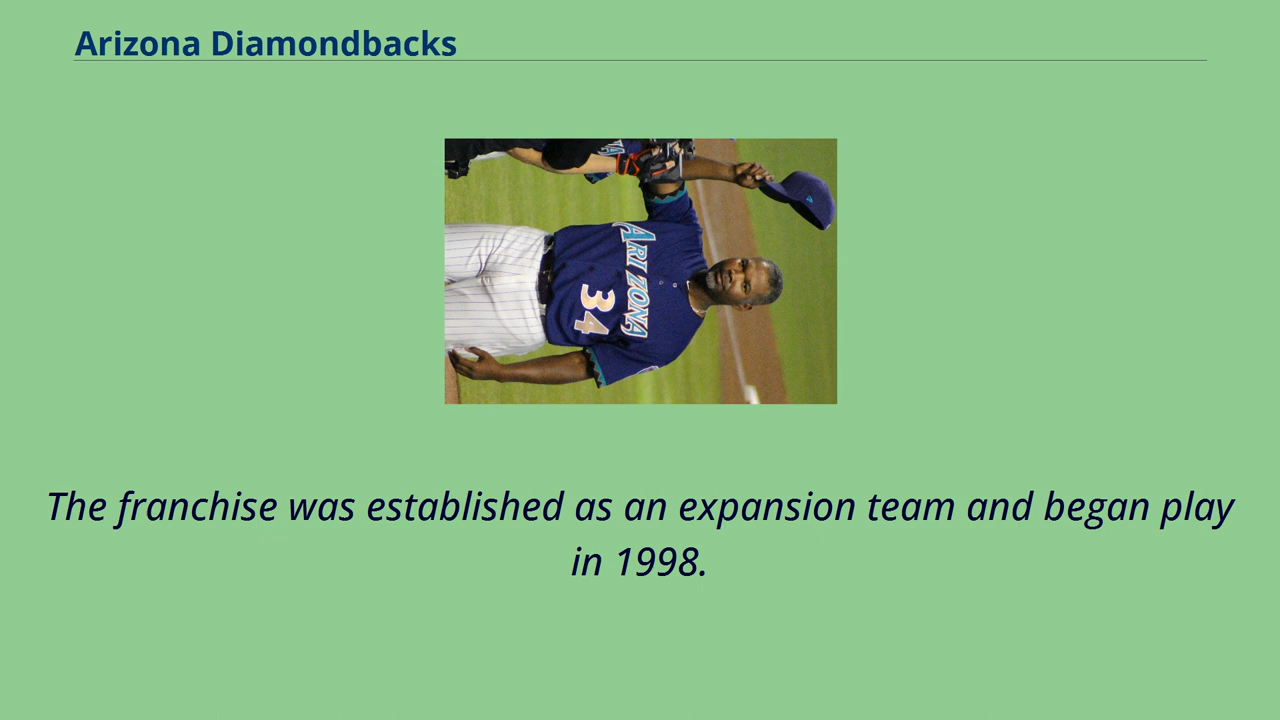 Arizona Diamondbacks
ARIZONA
34
The franchise was established as an expansion team and began play
in 1998.